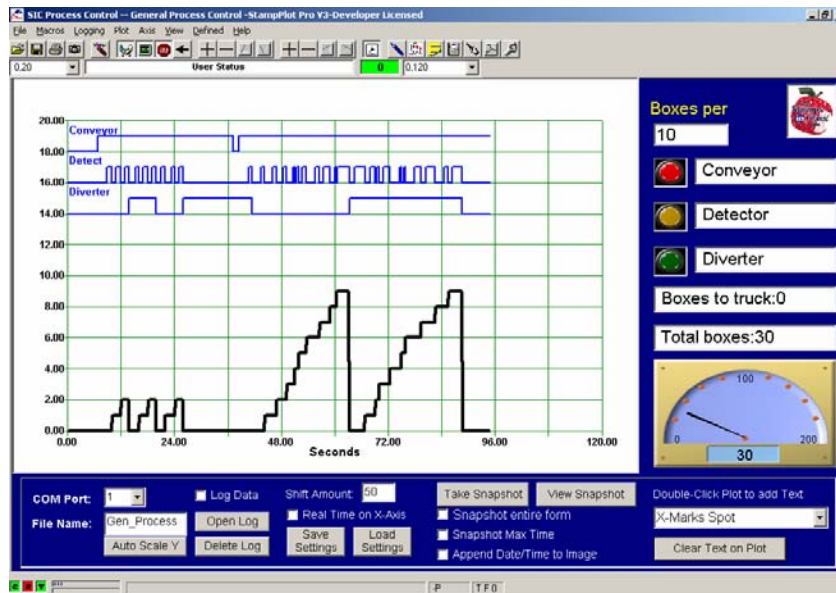 SIC Process Control -- General Process Control -StampPlot Pro V3-Developer Licensed
File Macros Logging Plot Axis View Defined Help
0,20 User Status 0 0,120
20.00
Conveyor
18.00
Detect
16.00
Diverter
14.00
12.00
10.00
8.00
6.00
4.00
2.00
0.00
0.00 24.00 48.00 72.00 96.00 120.00
Seconds
Boxes per
10
Conveyor
Detector
Diverter
Boxes to truck:0
Total boxes:30
100
0 200
30
COM Port: 1 Log Data Shift Amount: 50 Take Snapshot View Snapshot Double-Click Plot to add Text
File Name: Gen_Process Open Log Real Time on X-Axis Snapshot entire form X-Marks Spot
Auto Scale Y Delete Log Save Settings Load Settings Snapshot Max Time
Append Date/Time to Image Clear Text on Plot
-P T F 0